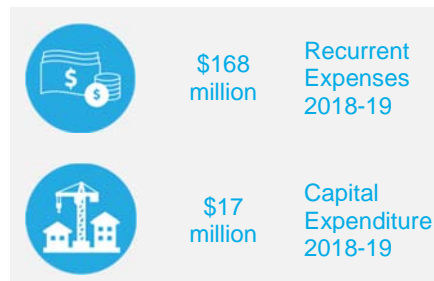 $
$
$168
million
Recurrent
Expenses
2018-19
$17
million
Capital
Expenditure
2018-19